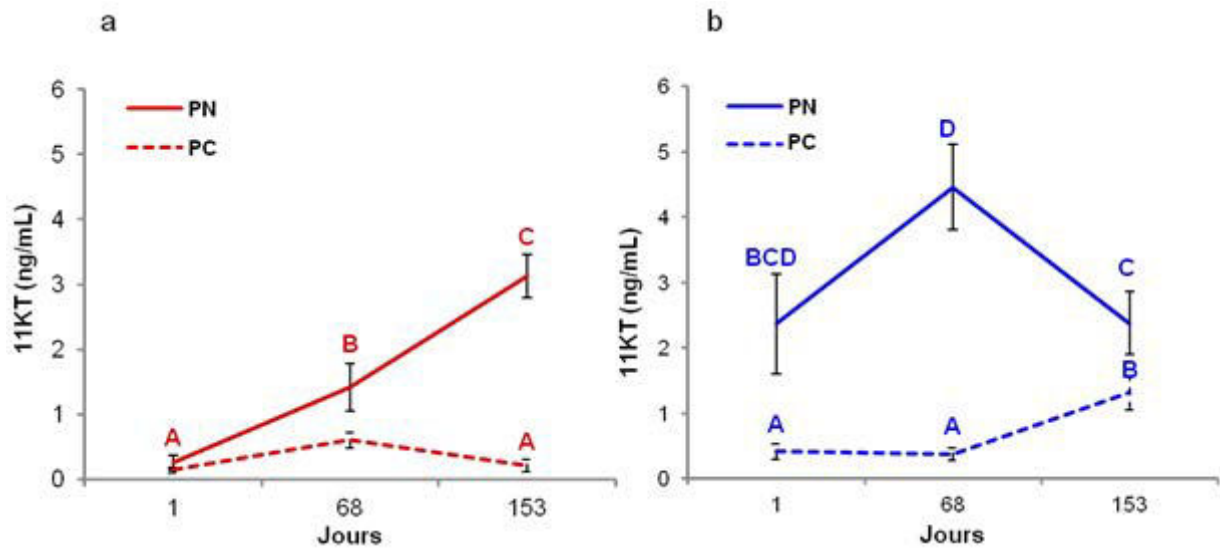 a
6
5
4
3
2
1
0
11KT (ng/mL)
PN
PC
A
B
C
A
1 68 153
Jours
b
6
5
4
3
2
1
0
11KT (ng/mL)
PN
PC
D
BCD
C
B
A
A
1 68 153
Jours